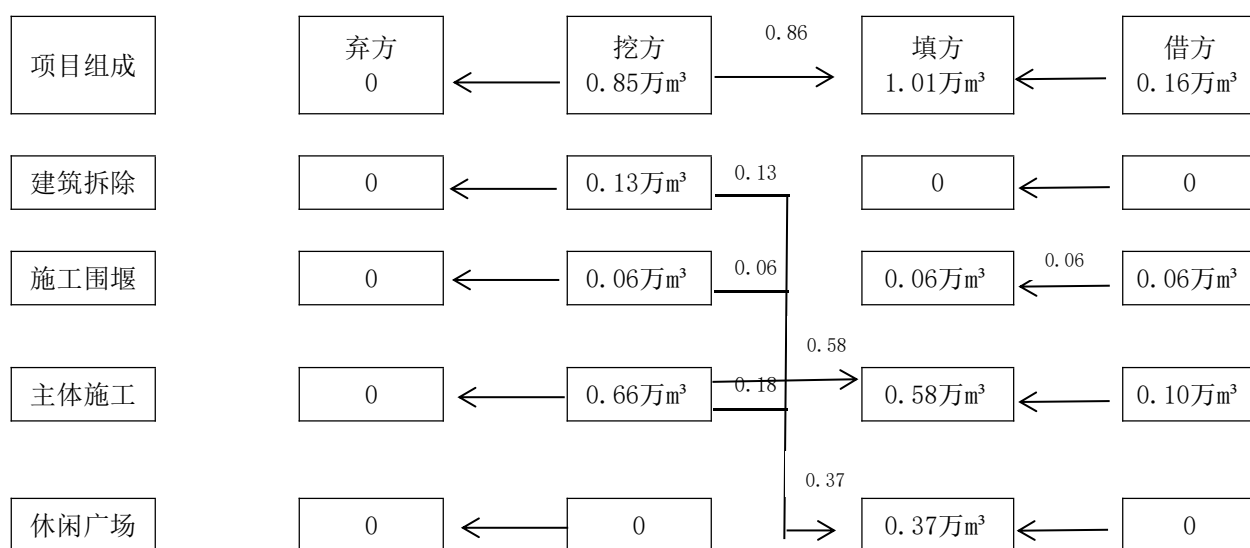 项目组成
弃方
0
挖方
0.85万m³
0.86
填方
1.01万m³
借方
0.16万m³
建筑拆除
0
0.13万m³
0.13
0
0
施工围堰
0
0.06万m³
0.06
0.06万m³
0.06
0.06万m³
主体施工
0
0.66万m³
0.18
0.58
0.58万m³
0.10万m³
休闲广场
0
0
0.37
0.37万m³
0